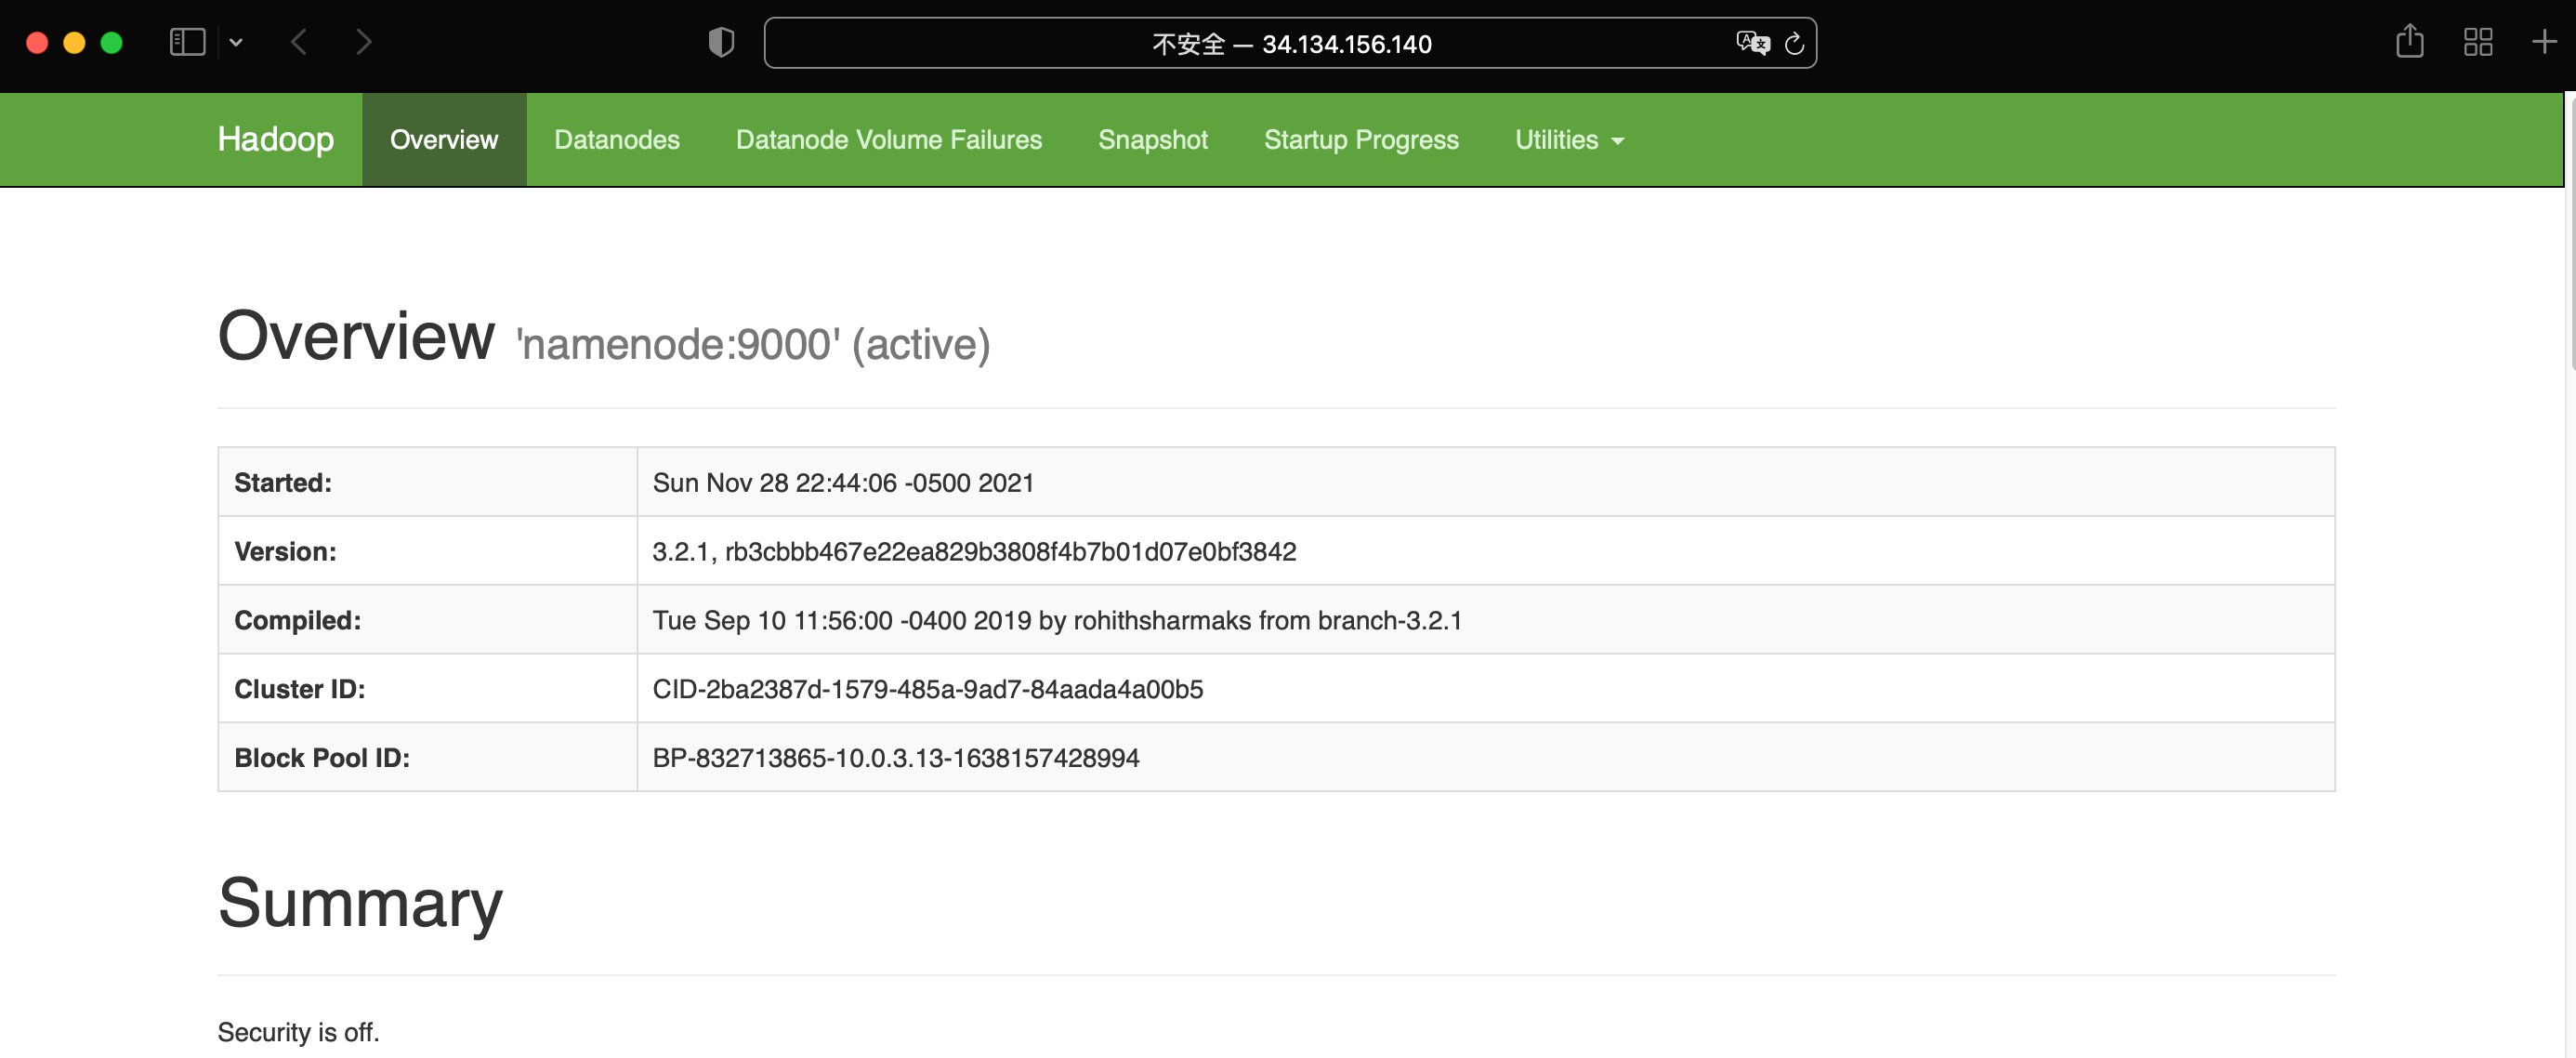 不安全 — 34.134.156.140
Hadoop Overview Datanodes Datanode Volume Failures Snapshot Startup Progress Utilities
Overview 'namenode:9000' (active)
Started: Sun Nov 28 22:44:06 -0500 2021
Version: 3.2.1, rb3cbbb467e22ea829b3808f4b7b01d07e0bf3842
Compiled: Tue Sep 10 11:56:00 -0400 2019 by rohithsharmaks from branch-3.2.1
Cluster ID: CID-2ba2387d-1579-485a-9ad7-84aada4a00b5
Block Pool ID: BP-832713865-10.0.3.13-1638157428994
Summary
Security is off.